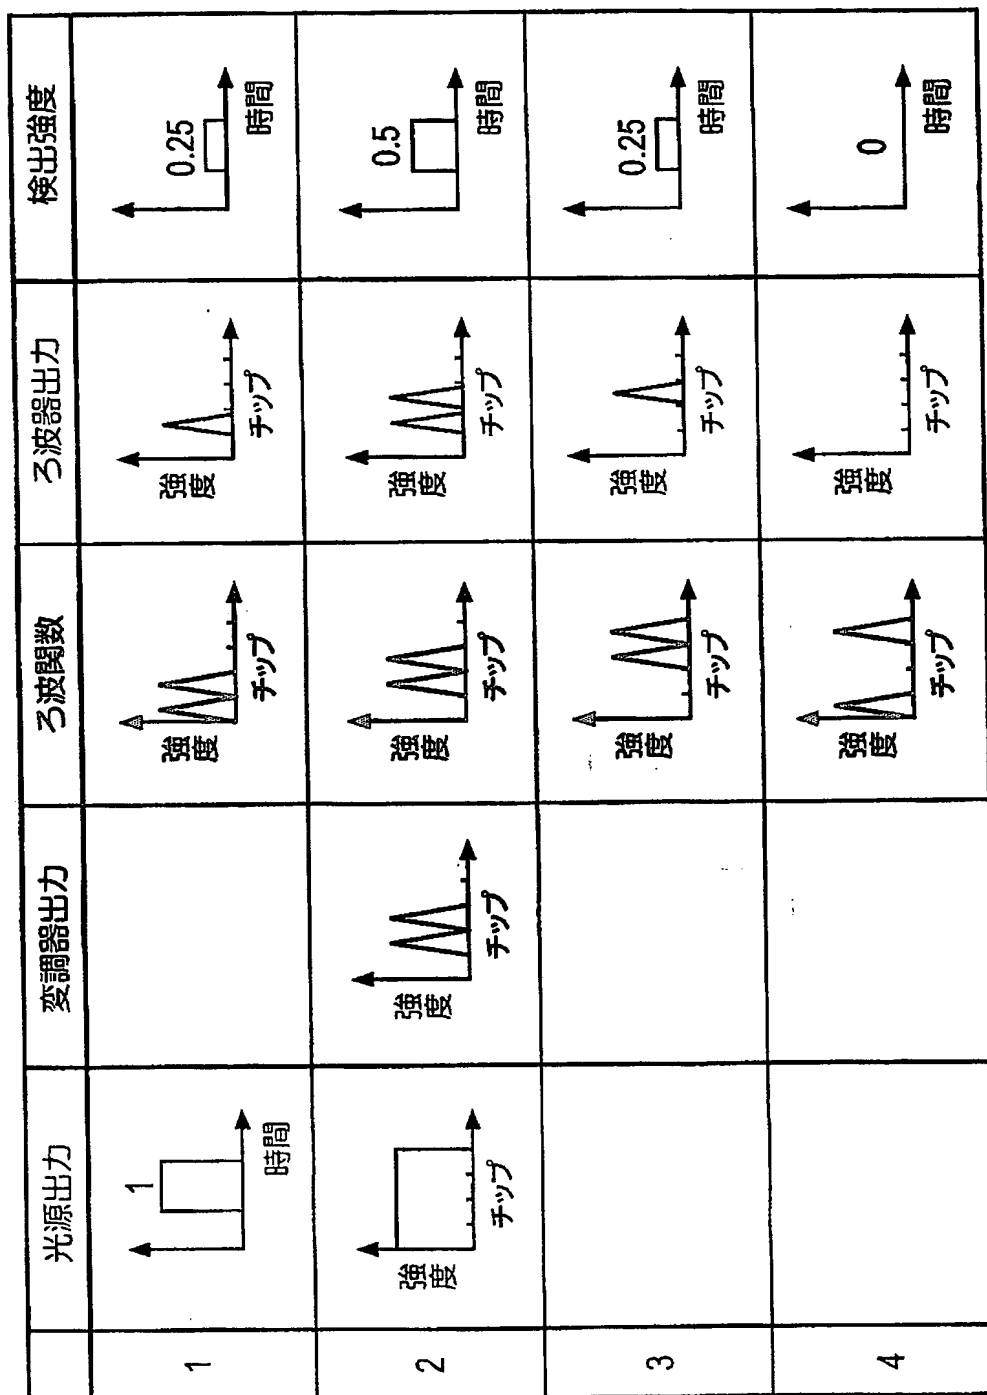 光源出力
変調器出力
ろ波関数
ろ波器出力
検出強度
1
1
時間
強度
チップ
強度
チップ
0.25
時間
2
強度
チップ
強度
チップ
強度
チップ
強度
チップ
0.5
時間
3
強度
チップ
強度
チップ
0.25
時間
4
強度
チップ
強度
チップ
0
時間